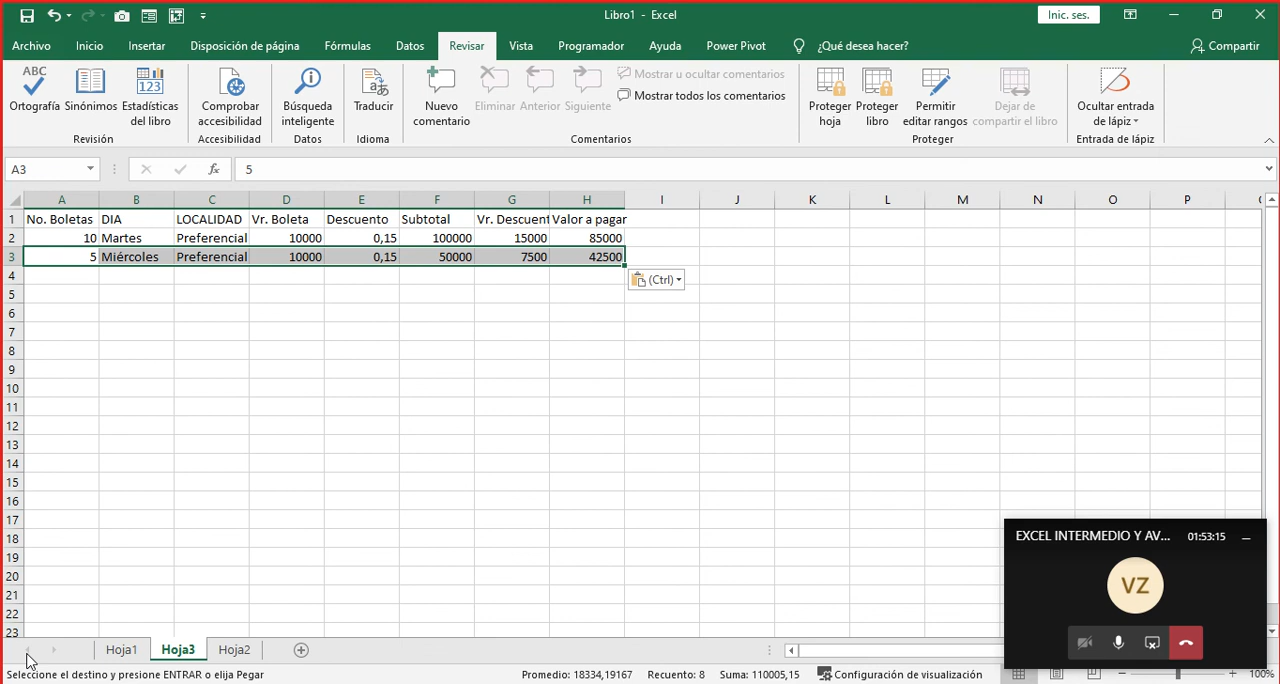 Libro1 - Excel
Inic. ses.
Archivo Inicio Insertar Disposición de página Fórmulas Datos Revisar Vista Programador Ayuda Power Pivot ¿Qué desea hacer? Compartir
ABC
123
Ortografía Sinónimos Estadísticas del libro
Revisión
Comprobar accesibilidad
Accesibilidad
Búsqueda inteligente
Datos
Traducir
Idioma
Nuevo comentario Eliminar Anterior Siguiente
Mostrar u ocultar comentarios
Mostrar todos los comentarios
Comentarios
Proteger hoja Proteger libro Permitir editar rangos Dejar de compartir el libro
Proteger
Ocultar entrada de lápiz
Entrada de lápiz
A3 fx 5
A B C D E F G H I J K L M N O P
1 No. Boletas DIA LOCALIDAD Vr. Boleta Descuento Subtotal Vr. Descuent Valor a pagar
2 10 Martes Preferencial 10000 0,15 100000 15000 85000
3 5 Miércoles Preferencial 10000 0,15 50000 7500 42500
4
(Ctrl)
5
6
7
8
9
10
11
12
13
14
15
16
17
18
19
20
21
22
23
EXCEL INTERMEDIO Y AV... 01:53:15
VZ
Hoja1 Hoja3 Hoja2
Seleccione el destino y presione ENTRAR o elija Pegar Promedio: 18334,19167 Recuento: 8 Suma: 110005,15 Configuración de visualización 100%